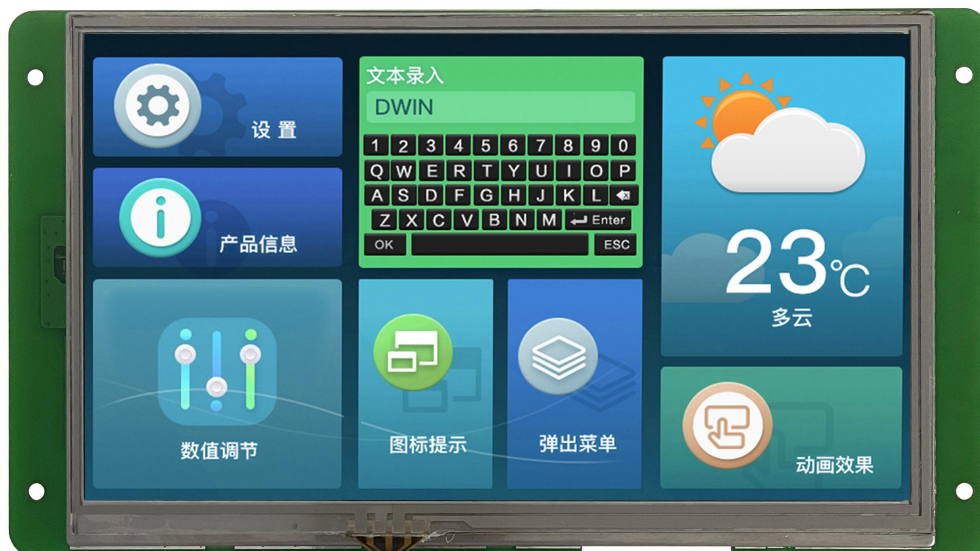 设置
产品信息
文本录入
DWIN
1 2 3 4 5 6 7 8 9 0
Q W E R T Y U I O P
A S D F G H J K L
Z X C V B N M Enter
OK ESC
23℃
多云
数值调节
图标提示
弹出菜单
动画效果